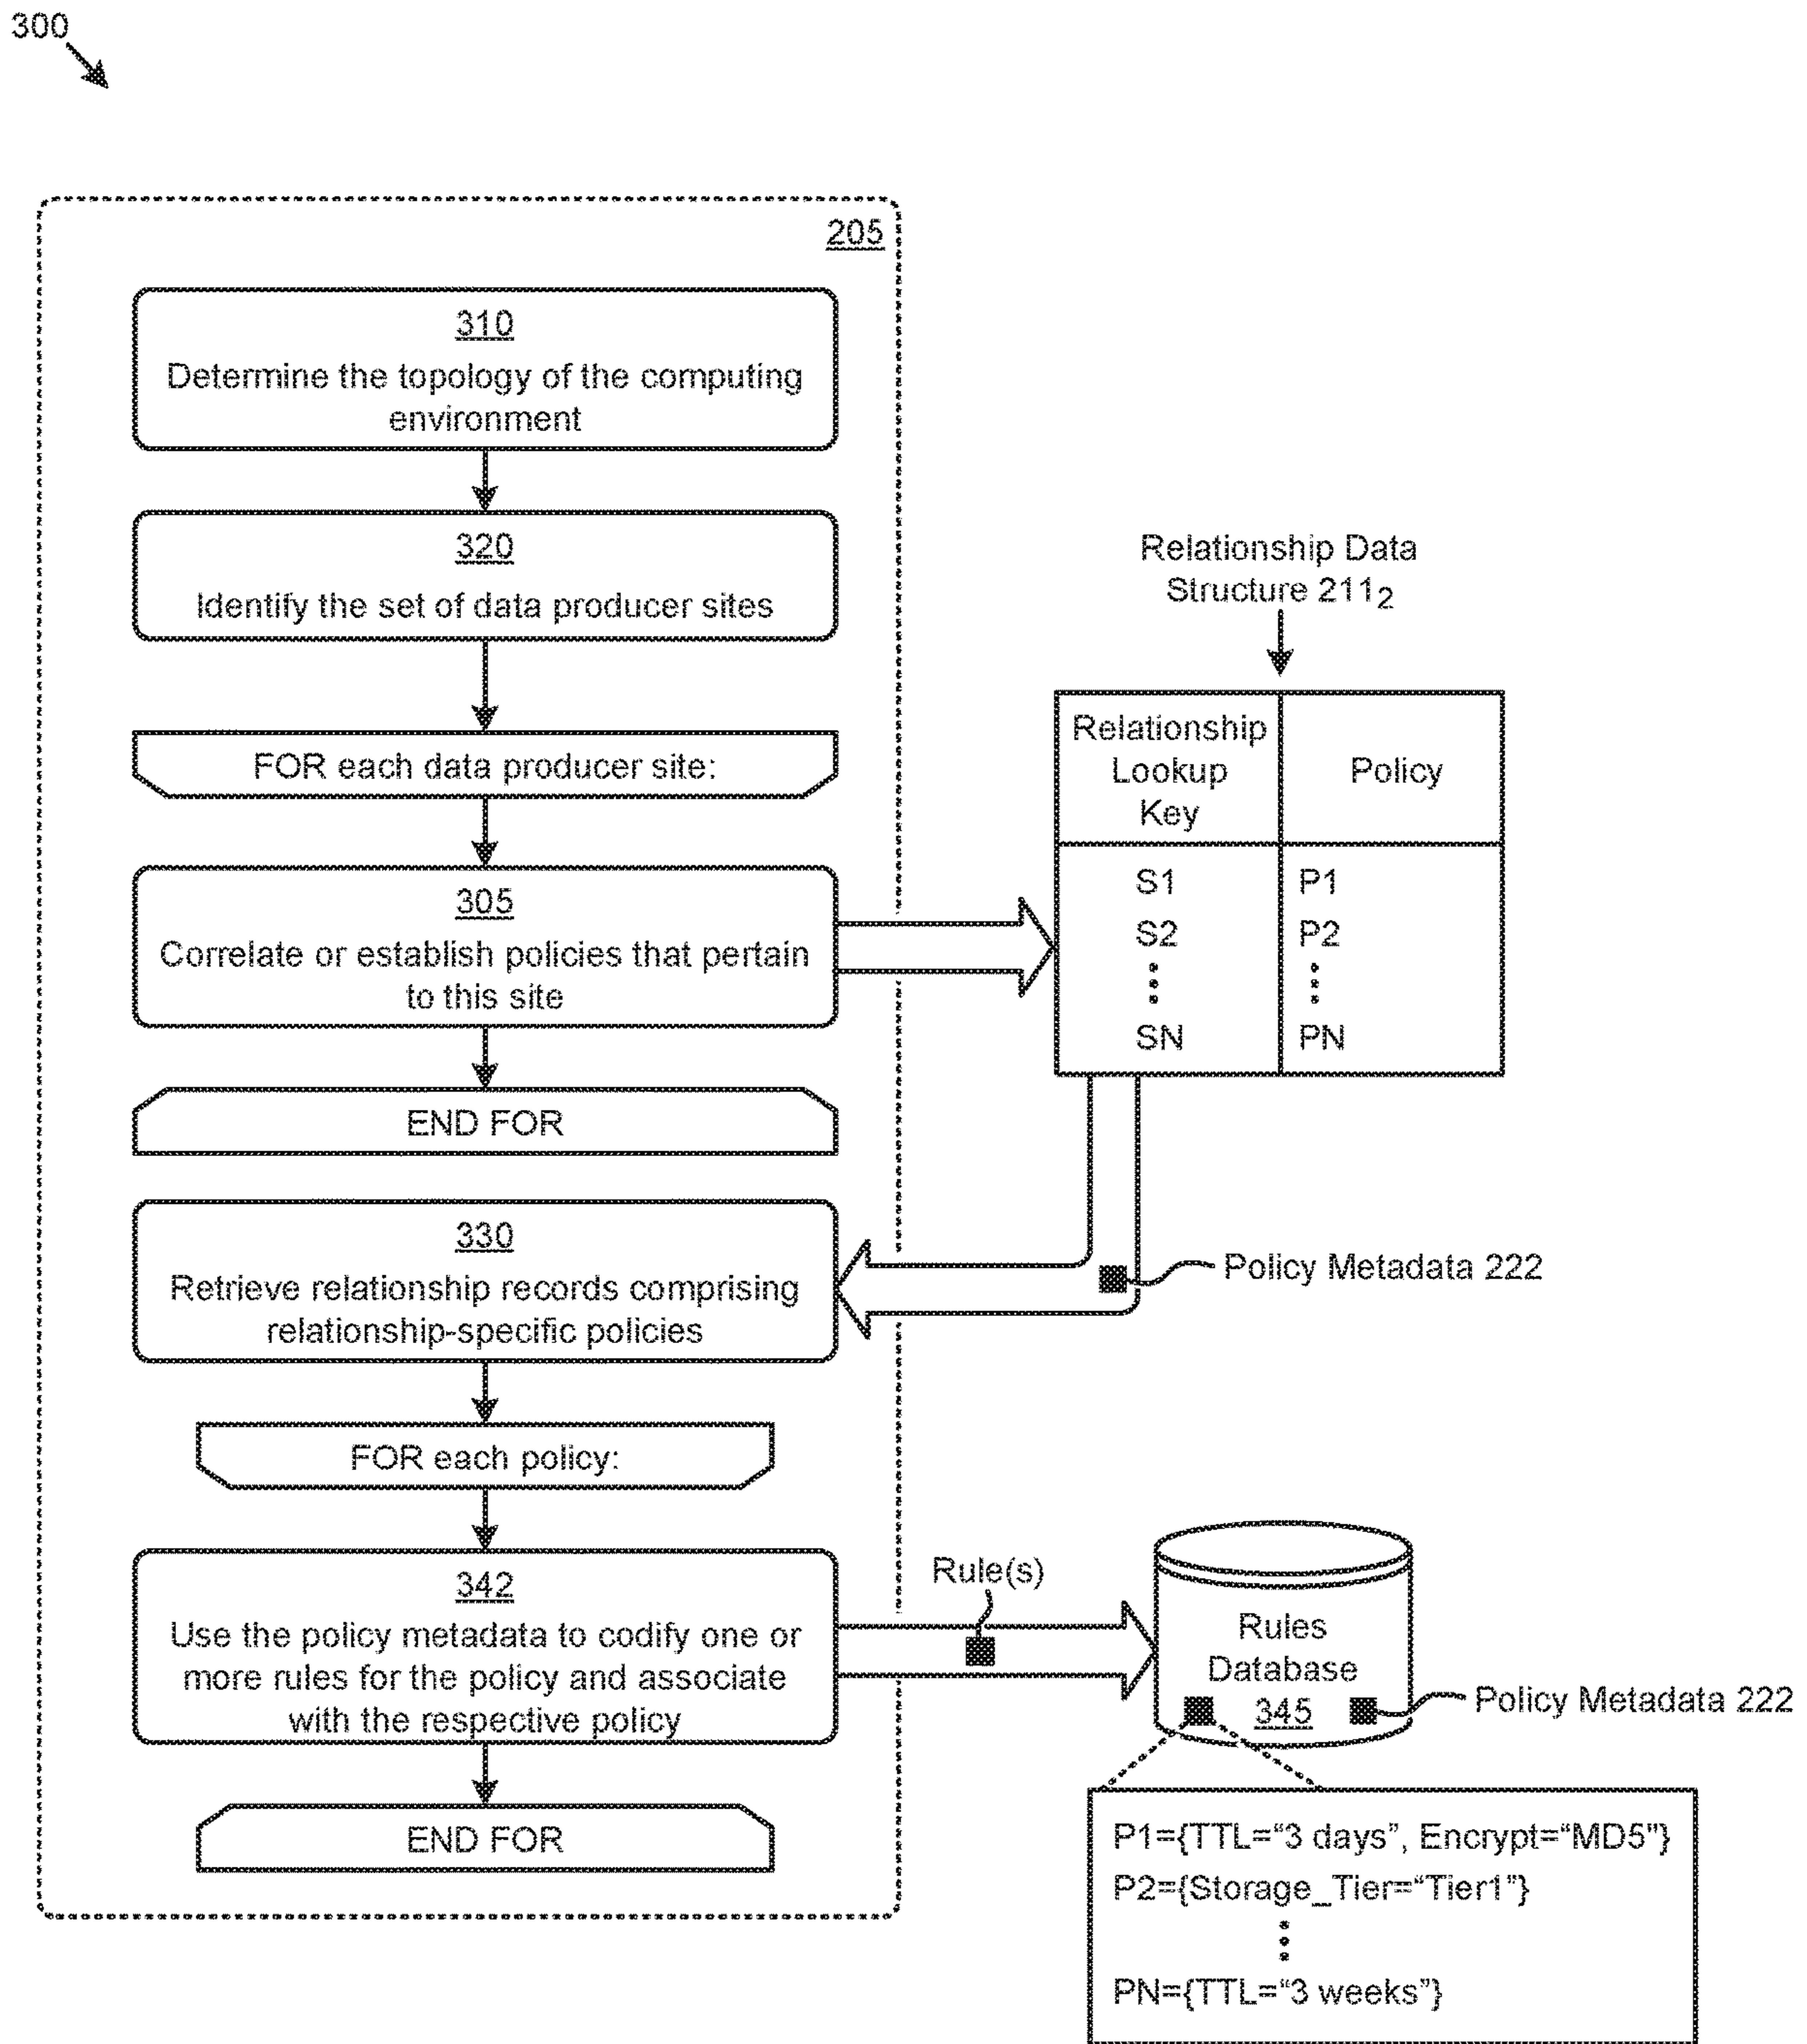 300
205
310
Determine the topology of the computing
environment
320
Identify the set of data producer sites
FOR each data producer site:
305
Correlate or establish policies that pertain
to this site
END FOR
330
Retrieve relationship records comprising
relationship-specific policies
FOR each policy:
342
Use the policy metadata to codify one or
more rules for the policy and associate
with the respective policy
END FOR
Relationship Data
Structure 211₂
Relationship
Lookup
Key
Policy
S1 P1
S2 P2
SN PN
Policy Metadata 222
Rule(s)
Rules
Database
345
Policy Metadata 222
P1={TTL=“3 days”, Encrypt=“MD5”}
P2={Storage_Tier=“Tier1”}
PN={TTL=“3 weeks”}